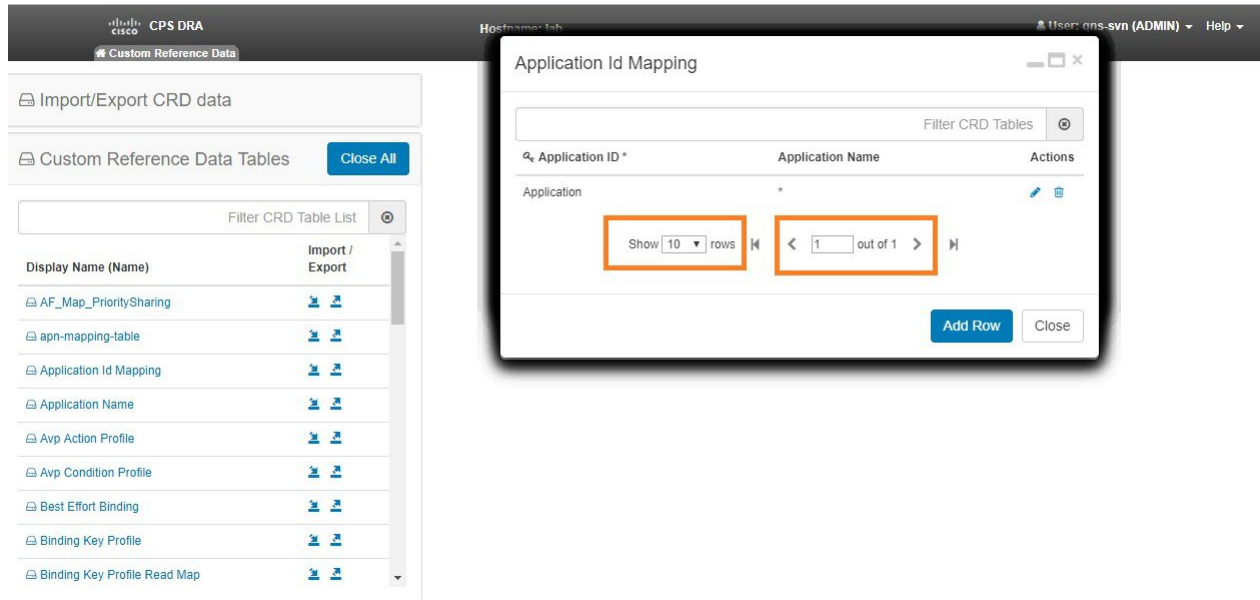 cisco CPS DRA
Hostname: lab
User: qns-svn (ADMIN) Help
Custom Reference Data
Import/Export CRD data
Custom Reference Data Tables Close All
Filter CRD Table List
Display Name (Name) Import / Export
AF_Map_PrioritySharing
apn-mapping-table
Application Id Mapping
Application Name
Avp Action Profile
Avp Condition Profile
Best Effort Binding
Binding Key Profile
Binding Key Profile Read Map
Application Id Mapping
Filter CRD Tables
Application ID * Application Name Actions
Application *
Show 10 rows 1 out of 1
Add Row Close